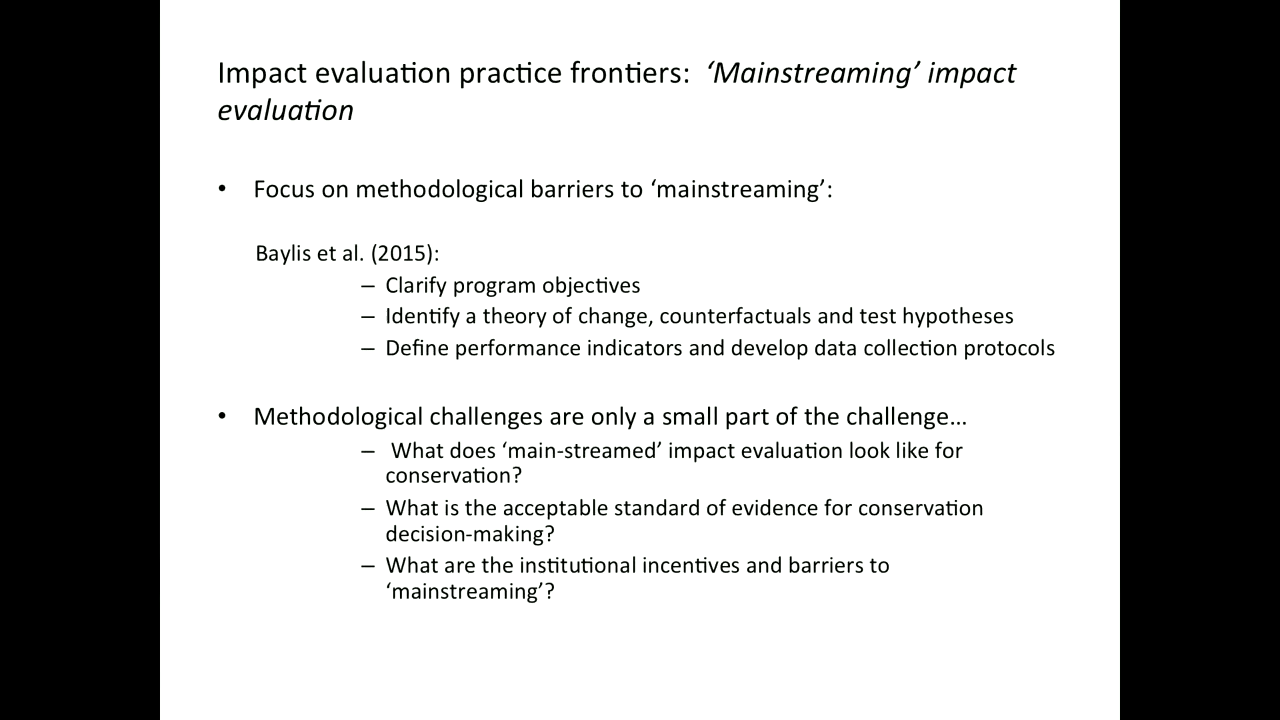 Impact evaluation practice frontiers: ‘Mainstreaming’ impact
evaluation
• Focus on methodological barriers to ‘mainstreaming’:
Baylis et al. (2015):
– Clarify program objectives
– Identify a theory of change, counterfactuals and test hypotheses
– Define performance indicators and develop data collection protocols
• Methodological challenges are only a small part of the challenge…
– What does ‘main-streamed’ impact evaluation look like for
conservation?
– What is the acceptable standard of evidence for conservation
decision-making?
– What are the institutional incentives and barriers to
‘mainstreaming’?